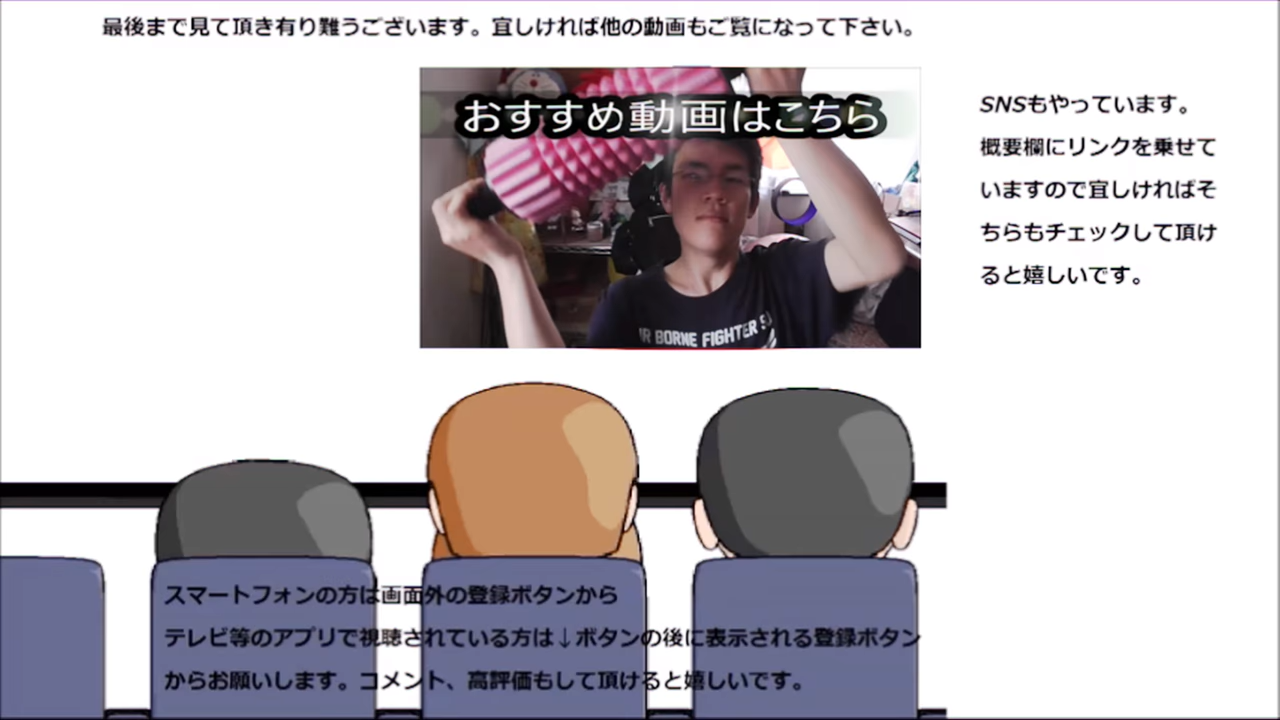 最後まで見て頂き有り難うございます。宜しければ他の動画もご覧になって下さい。
おすすめ動画はこちら
SNSもやっています。
概要欄にリンクを乗せて
いますので宜しければそ
ちらもチェックして頂け
ると嬉しいです。
BORNE FIGHTER
スマートフォンの方は画面外の登録ボタンから
テレビ等のアプリで視聴されている方は↓ボタンの後に表示される登録ボタン
からお願いします。コメント、高評価もして頂けると嬉しいです。